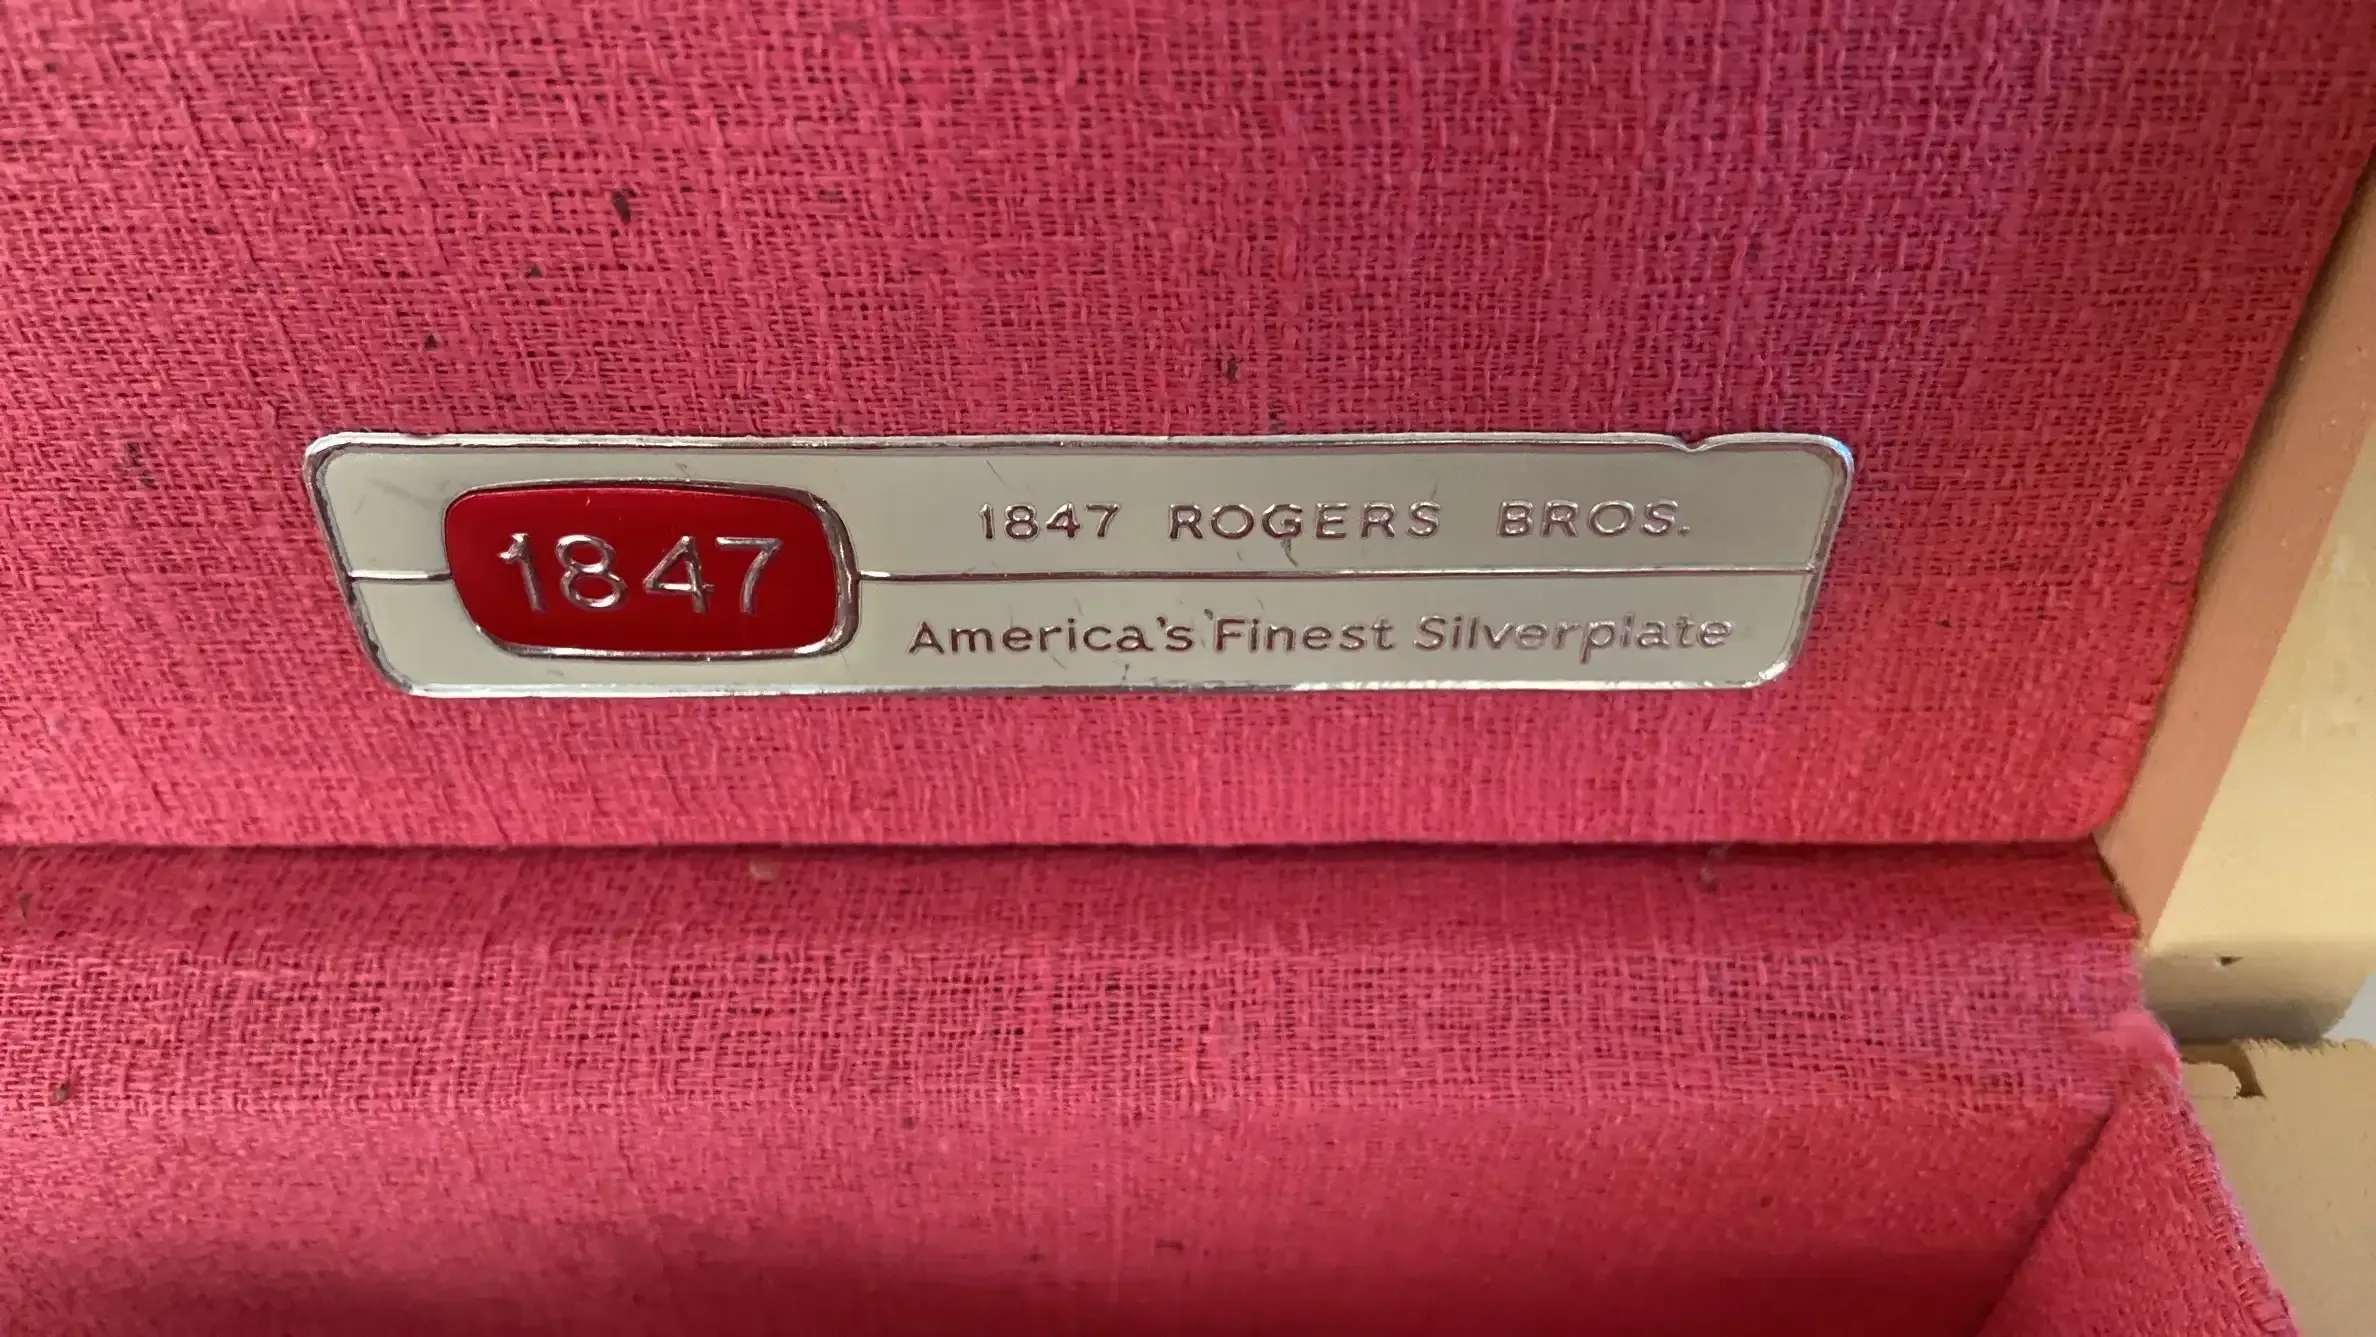 1847
1847 ROGERS BROS.
America's Finest Silverplate